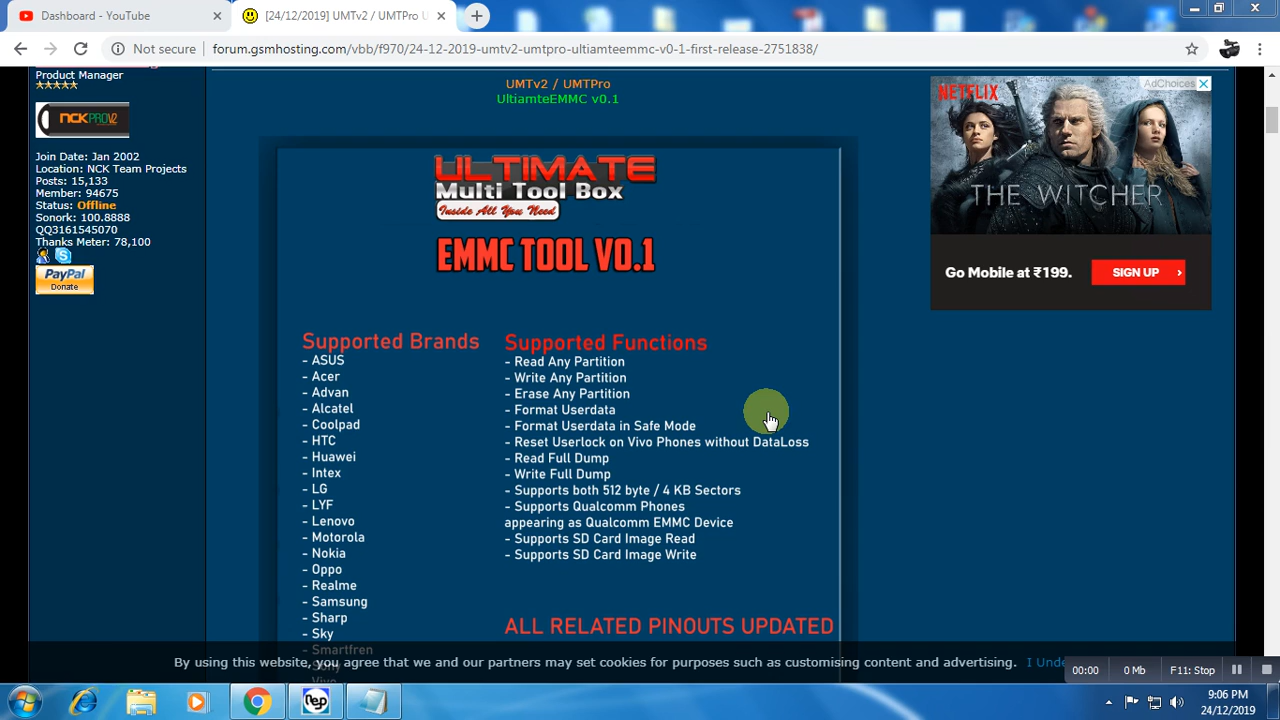 Dashboard - YouTube
[24/12/2019] UMTv2 / UMTPro U
Not secure
forum.gsmhosting.com/vbb/f970/24-12-2019-umtv2-umtpro-ultiamteemmc-v0-1-first-release-2751838/
Product Manager
NCKPROV2
Join Date: Jan 2002
Location: NCK Team Projects
Posts: 15,133
Member: 94675
Status: Offline
Sonork: 100.8888
QQ3161545070
Thanks Meter: 78,100
PayPal
Donate
UMTv2 / UMTPro
UltiamteEMMC v0.1
ULTIMATE
Multi Tool Box
Inside All You Need
EMMC TOOL V0.1
Supported Brands
- ASUS
- Acer
- Advan
- Alcatel
- Coolpad
- HTC
- Huawei
- Intex
- LG
- LYF
- Lenovo
- Motorola
- Nokia
- Oppo
- Realme
- Samsung
- Sharp
- Sky
- Smartfren
Supported Functions
- Read Any Partition
- Write Any Partition
- Erase Any Partition
- Format Userdata
- Format Userdata in Safe Mode
- Reset Userlock on Vivo Phones without DataLoss
- Read Full Dump
- Write Full Dump
- Supports both 512 byte / 4 KB Sectors
- Supports Qualcomm Phones
appearing as Qualcomm EMMC Device
- Supports SD Card Image Read
- Supports SD Card Image Write
ALL RELATED PINOUTS UPDATED
AdChoices
NETFLIX
THE WITCHER
Go Mobile at ₹199.
SIGN UP
By using this website, you agree that we and our partners may set cookies for purposes such as customising content and advertising.
I Unde
00:00
0 Mb
F11: Stop
9:06 PM
24/12/2019